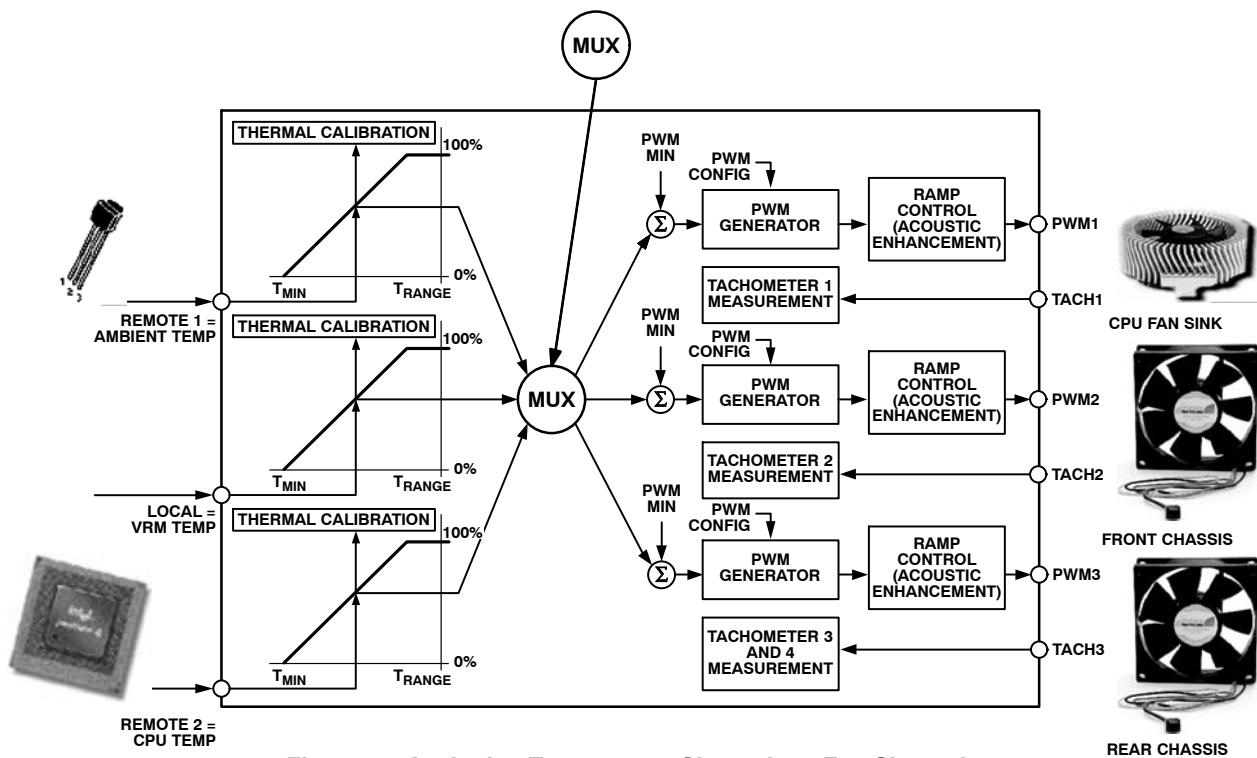 MUX
THERMAL CALIBRATION
100%
0%
T_MIN
T_RANGE
REMOTE 1 =
AMBIENT TEMP
1
2
3
THERMAL CALIBRATION
100%
0%
T_MIN
T_RANGE
LOCAL =
VRM TEMP
THERMAL CALIBRATION
100%
0%
T_MIN
T_RANGE
REMOTE 2 =
CPU TEMP
intel
MUX
PWM
MIN
Σ
PWM
CONFIG
PWM
GENERATOR
RAMP
CONTROL
(ACOUSTIC
ENHANCEMENT)
PWM1
TACHOMETER 1
MEASUREMENT
TACH1
CPU FAN SINK
PWM
MIN
Σ
PWM
CONFIG
PWM
GENERATOR
RAMP
CONTROL
(ACOUSTIC
ENHANCEMENT)
PWM2
TACHOMETER 2
MEASUREMENT
TACH2
FRONT CHASSIS
PWM
MIN
Σ
PWM
CONFIG
PWM
GENERATOR
RAMP
CONTROL
(ACOUSTIC
ENHANCEMENT)
PWM3
TACHOMETER 3
AND 4
MEASUREMENT
TACH3
REAR CHASSIS